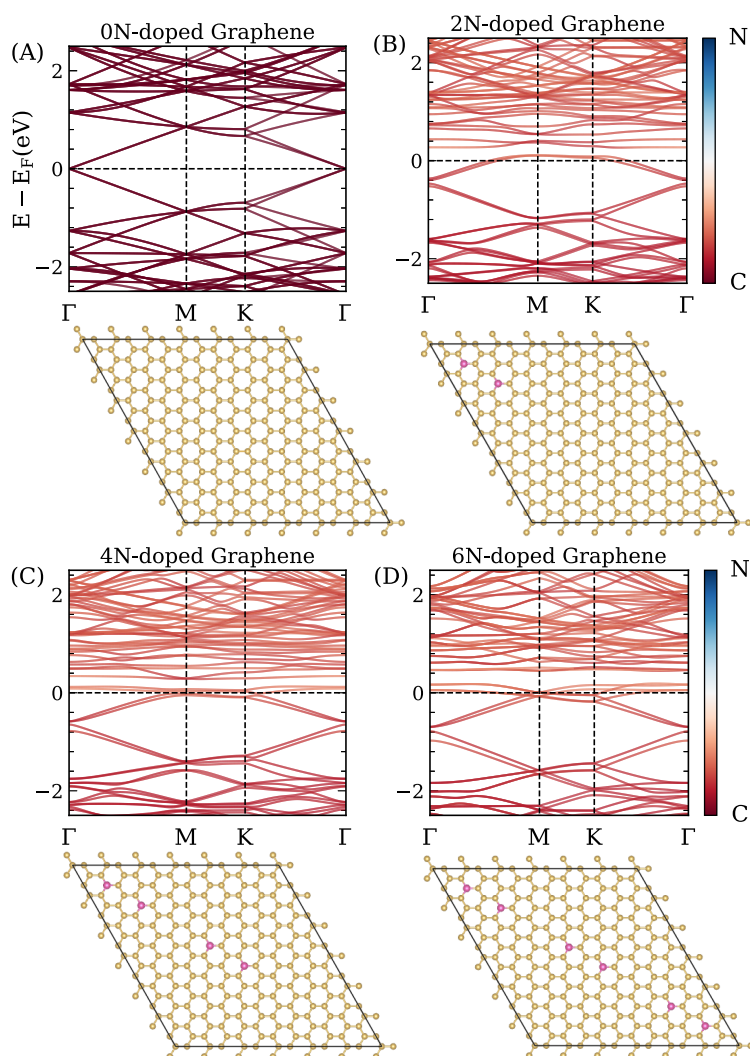 (A) 0N-doped Graphene
(B) 2N-doped Graphene
E − E_F(eV)
2
0
−2
Γ M K Γ
2
0
−2
Γ M K Γ
N
C
(C) 4N-doped Graphene
(D) 6N-doped Graphene
2
0
−2
Γ M K Γ
2
0
−2
Γ M K Γ
N
C